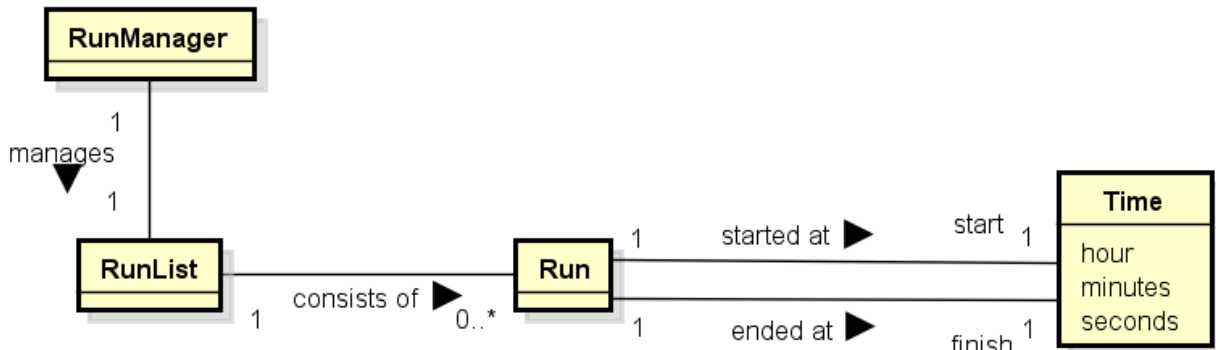 RunManager
1
manages
1
RunList
1
consists of
0..*
Run
1
started at
start
1
1
ended at
finish
1
Time
hour
minutes
seconds